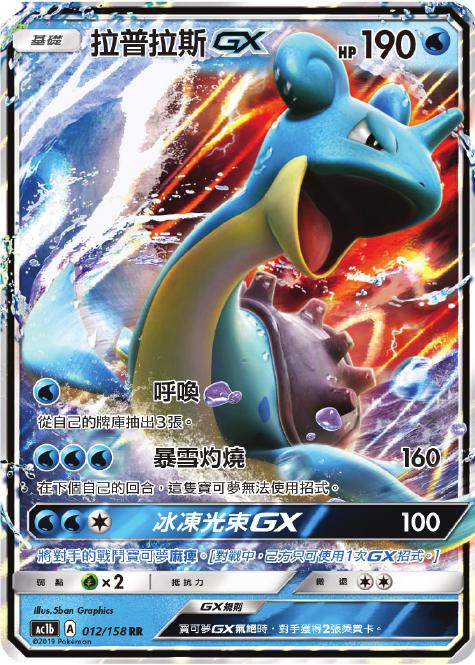 基礎 拉普拉斯GX HP 190
呼喚
從自己的牌庫抽出3張。
暴雪灼燒 160
在下個自己的回合,這隻寶可夢無法使用招式。
冰凍光束GX 100
將對手的戰鬥寶可夢麻痺。[對戰中,己方只可使用1次GX招式。]
弱點 ×2 抵抗力 撤退
illus.5ban Graphics GX規則
ac1b A 012/158 RR 寶可夢GX氣絕時,對手獲得2張獎賞卡。
©2019 Pokémon